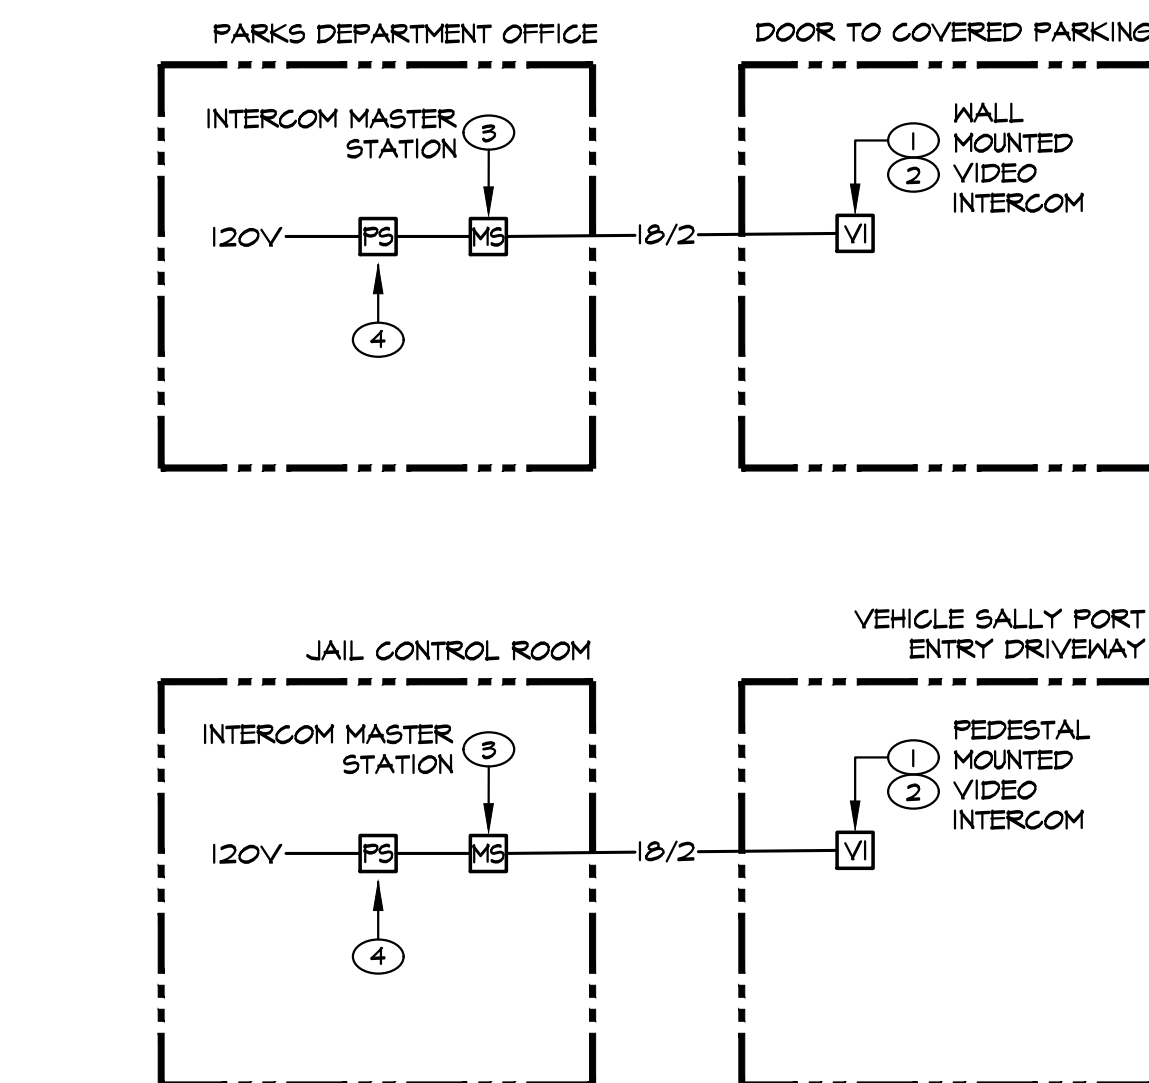 PARKS DEPARTMENT OFFICE
INTERCOM MASTER
STATION
3
120V
PS
MS
18/2
4
DOOR TO COVERED PARKING
1
2
WALL
MOUNTED
VIDEO
INTERCOM
VI
JAIL CONTROL ROOM
INTERCOM MASTER
STATION
3
120V
PS
MS
18/2
4
VEHICLE SALLY PORT
ENTRY DRIVEWAY
1
2
PEDESTAL
MOUNTED
VIDEO
INTERCOM
VI